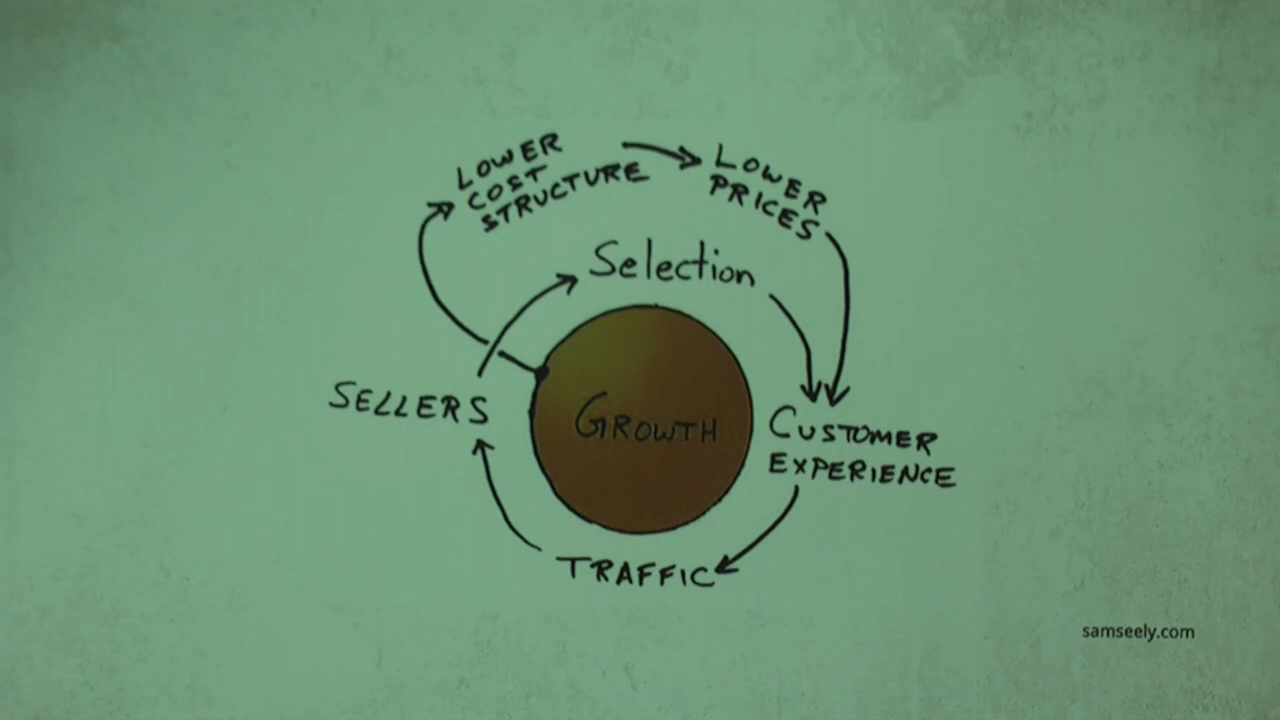 LOWER
COST
STRUCTURE
LOWER
PRICES
Selection
SELLERS
GROWTH
CUSTOMER
EXPERIENCE
TRAFFIC
samseely.com